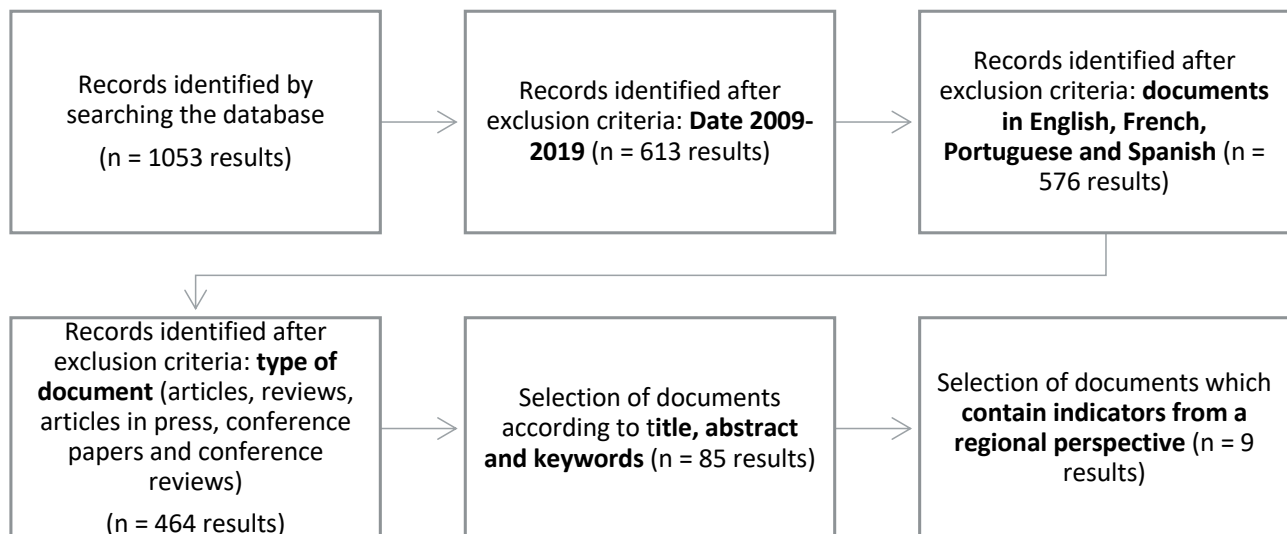 Records identified by
searching the database
(n = 1053 results)
Records identified after
exclusion criteria: Date 2009-
2019 (n = 613 results)
Records identified after
exclusion criteria: documents
in English, French,
Portuguese and Spanish (n =
576 results)
Records identified after
exclusion criteria: type of
document (articles, reviews,
articles in press, conference
papers and conference
reviews)
(n = 464 results)
Selection of documents
according to title, abstract
and keywords (n = 85 results)
Selection of documents which
contain indicators from a
regional perspective (n = 9
results)